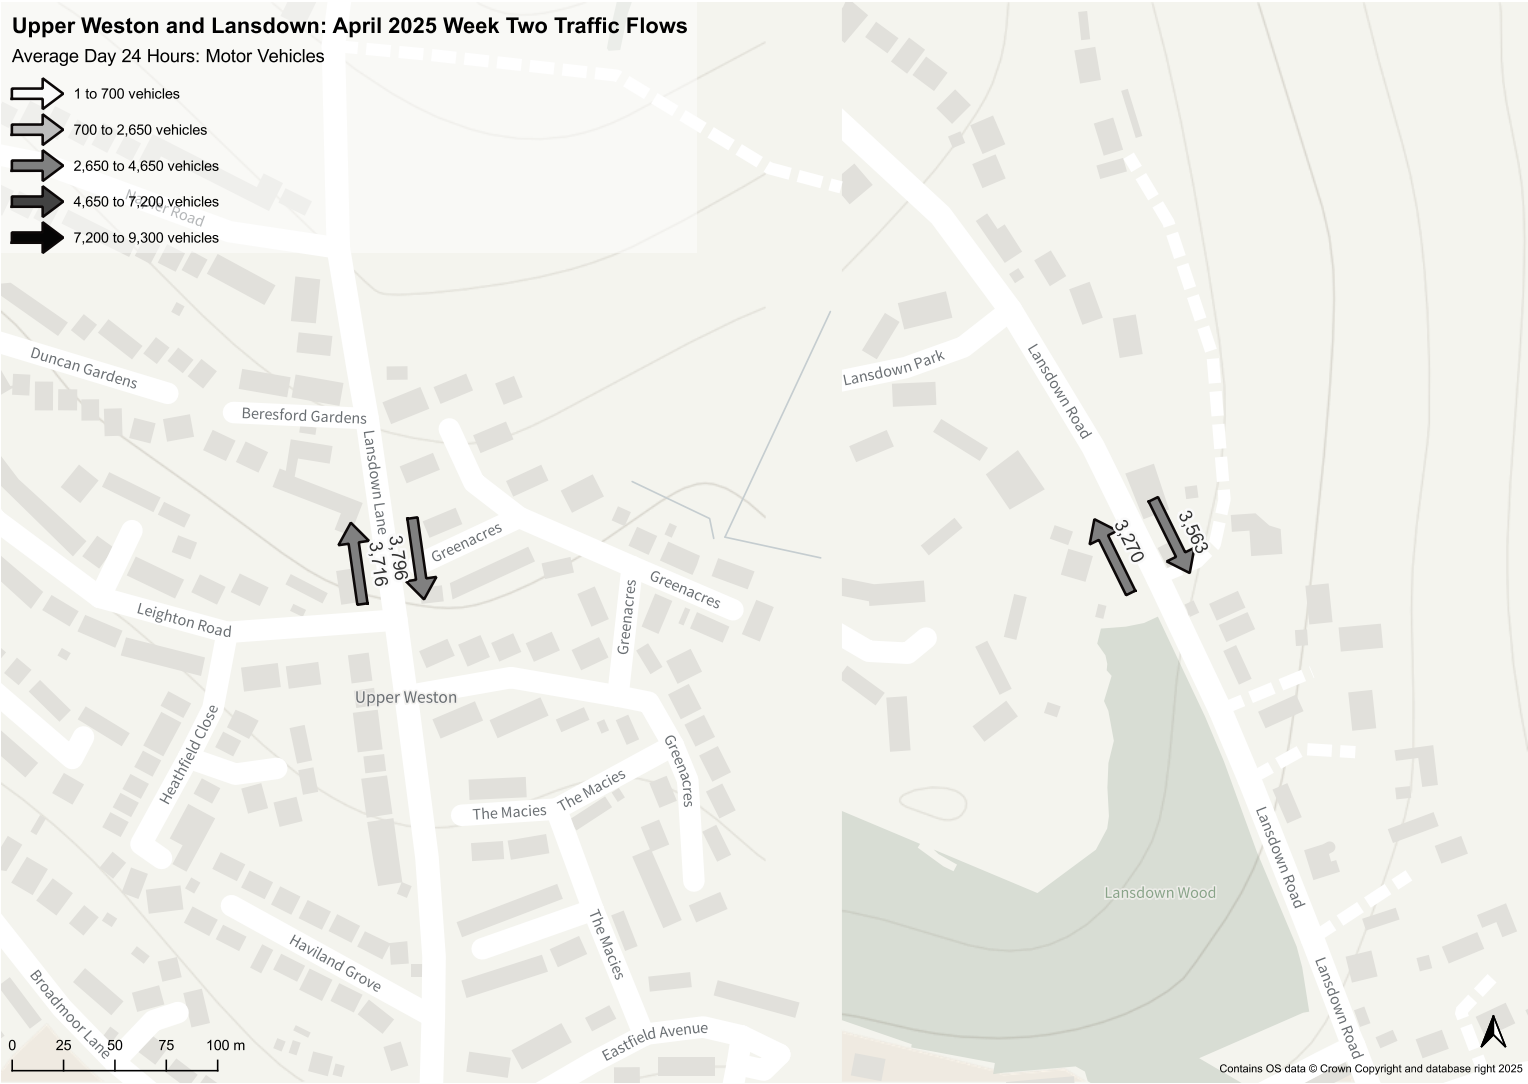 Upper Weston and Lansdown: April 2025 Week Two Traffic Flows
Average Day 24 Hours: Motor Vehicles
1 to 700 vehicles
700 to 2,650 vehicles
2,650 to 4,650 vehicles
4,650 to 7,200 vehicles
7,200 to 9,300 vehicles
Napier Road
Duncan Gardens
Beresford Gardens
Lansdown Lane
3,716
3,796
Greenacres
Greenacres
Greenacres
Leighton Road
Upper Weston
Heathfield Close
Greenacres
The Macies
The Macies
The Macies
Haviland Grove
Broadmoor Lane
Eastfield Avenue
0 25 50 75 100 m
Lansdown Park
Lansdown Road
3,270
3,563
Lansdown Road
Lansdown Wood
Lansdown Road
Contains OS data © Crown Copyright and database right 2025